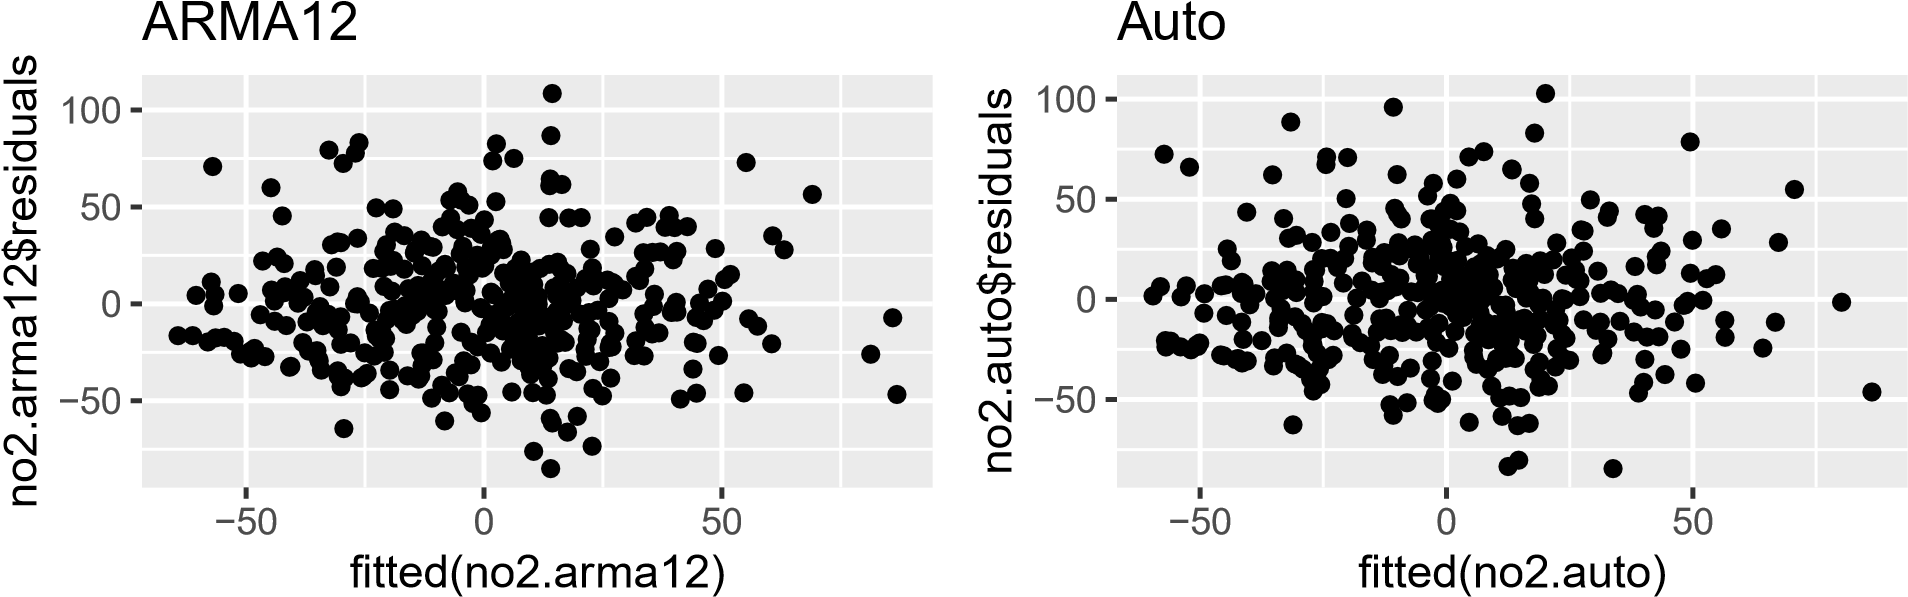 ARMA12
no2.arma12$residuals
100
50
0
−50
−50
0
50
fitted(no2.arma12)
Auto
no2.auto$residuals
100
50
0
−50
−50
0
50
fitted(no2.auto)